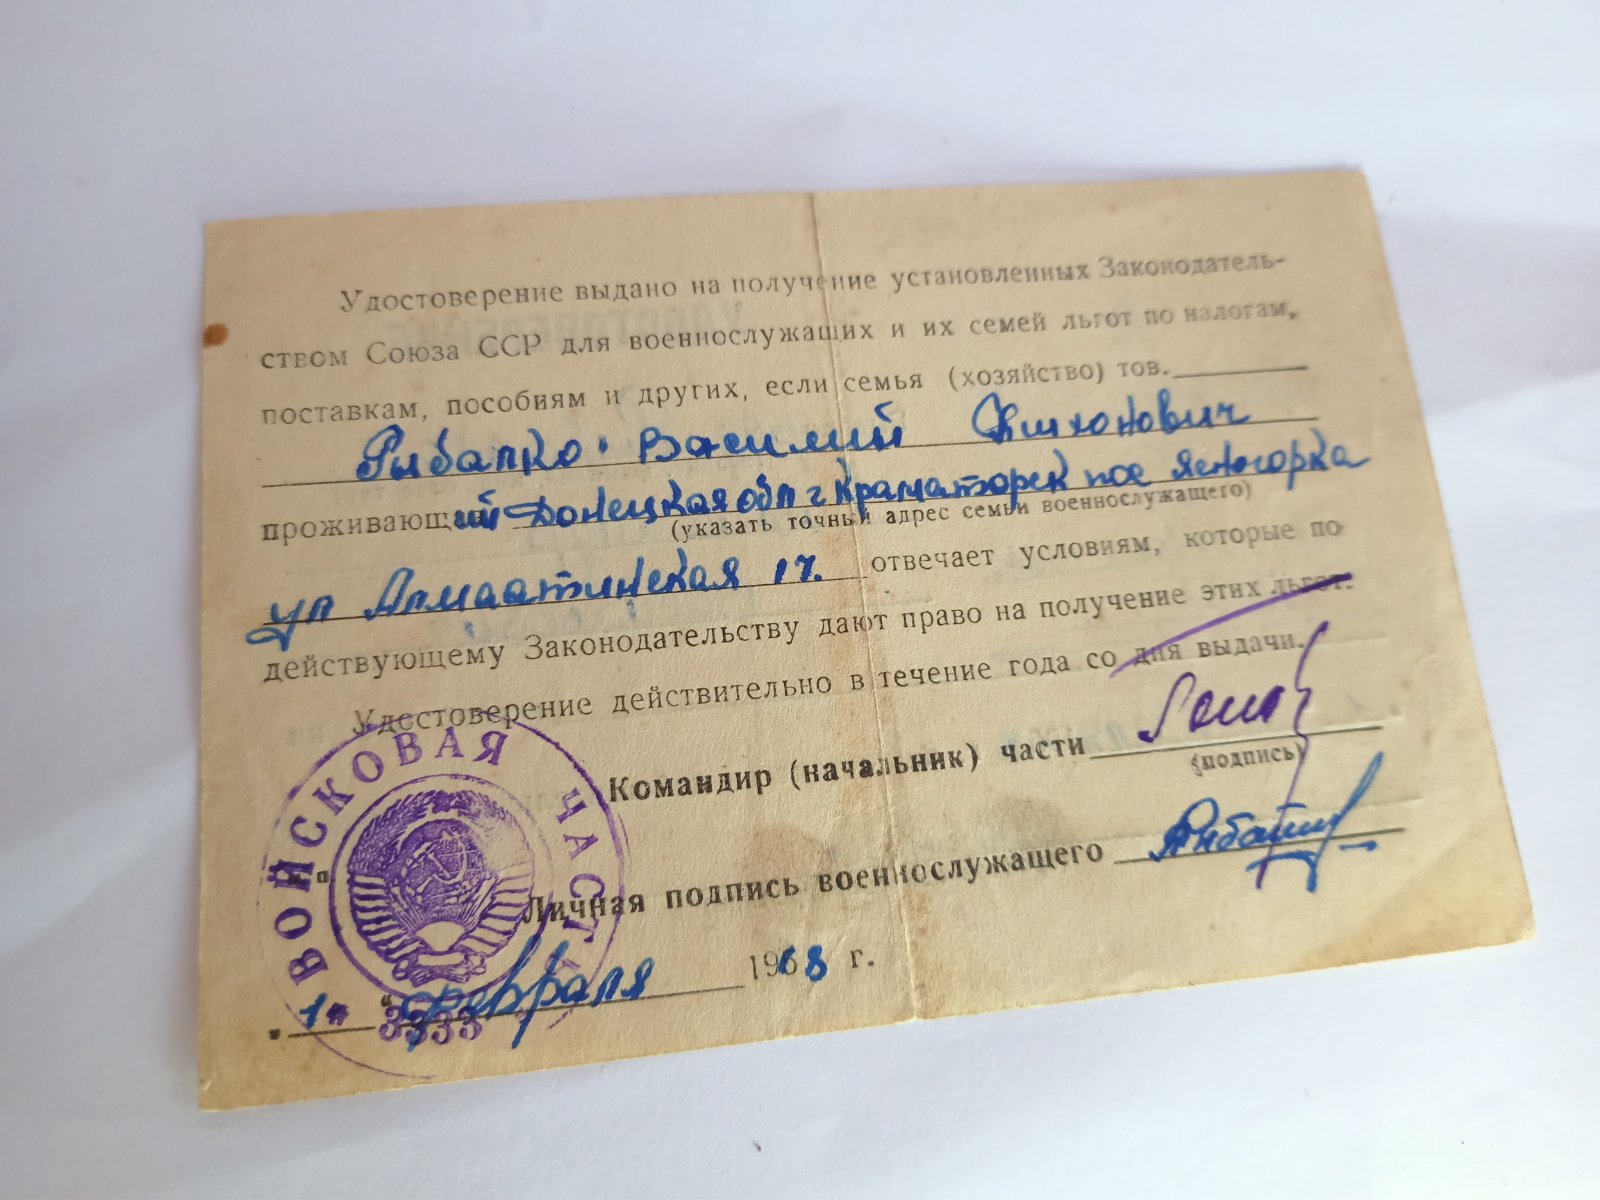 Удостоверение выдано на получение установленных Законодатель-
ством Союза ССР для военнослужащих и их семей льгот по налогам,
поставкам, пособиям и других, если семья (хозяйство) тов.
Рыбалко Василий
проживающий Донецкая обл г Краматорск пос Ясногорка
(указать точный адрес семьи военнослужащего)
ул Алмаатинская 17. отвечает условиям, которые по
действующему Законодательству дают право на получение этих льгот.
Удостоверение действительно в течение года со дня выдачи.
Командир (начальник) части
(подпись)
Личная подпись военнослужащего
М. П.
"1" февраля 1968 г.
ВОЙСКОВАЯ ЧАСТЬ
3333